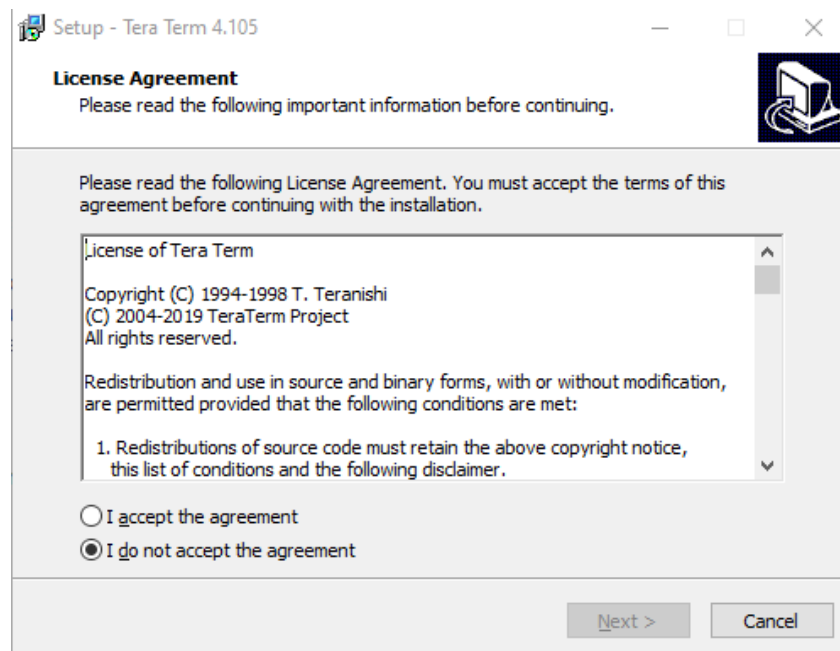 Setup - Tera Term 4.105
License Agreement
Please read the following important information before continuing.
Please read the following License Agreement. You must accept the terms of this
agreement before continuing with the installation.
License of Tera Term
Copyright (C) 1994-1998 T. Teranishi
(C) 2004-2019 TeraTerm Project
All rights reserved.
Redistribution and use in source and binary forms, with or without modification,
are permitted provided that the following conditions are met:
1. Redistributions of source code must retain the above copyright notice,
this list of conditions and the following disclaimer.
I accept the agreement
I do not accept the agreement
Next >
Cancel